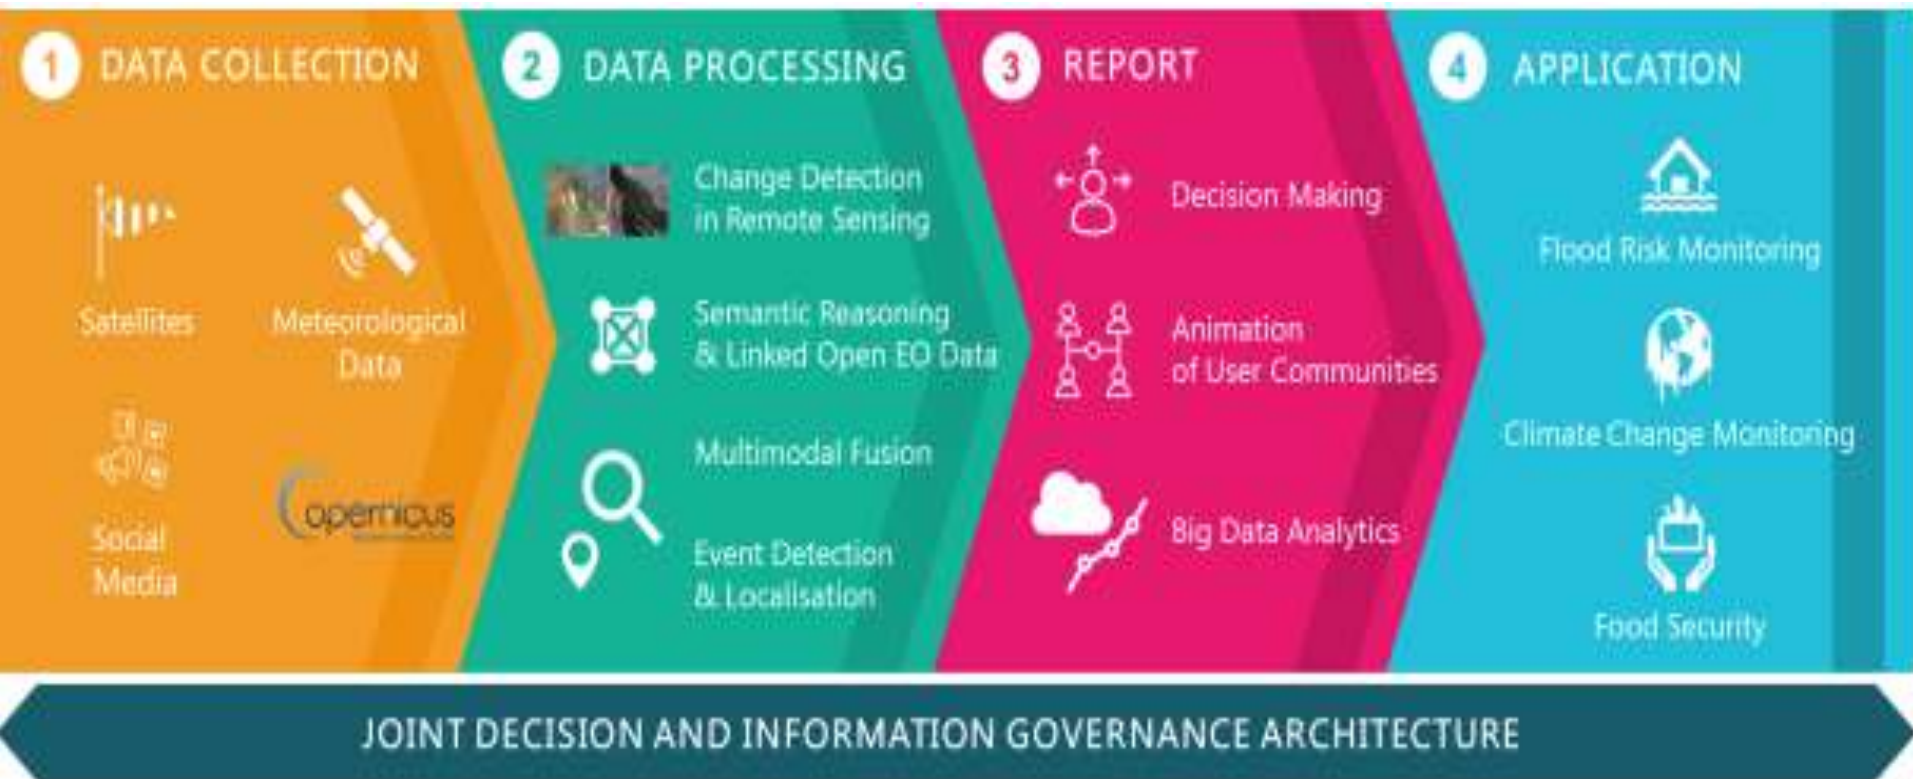 1 DATA COLLECTION
Satellites
Meteorological
Data
Social
Media
opernicus
2 DATA PROCESSING
Change Detection
in Remote Sensing
Semantic Reasoning
& Linked Open EO Data
Multimodal Fusion
Event Detection
& Localisation
3 REPORT
Decision Making
Animation
of User Communities
Big Data Analytics
4 APPLICATION
Flood Risk Monitoring
Climate Change Monitoring
Food Security
JOINT DECISION AND INFORMATION GOVERNANCE ARCHITECTURE